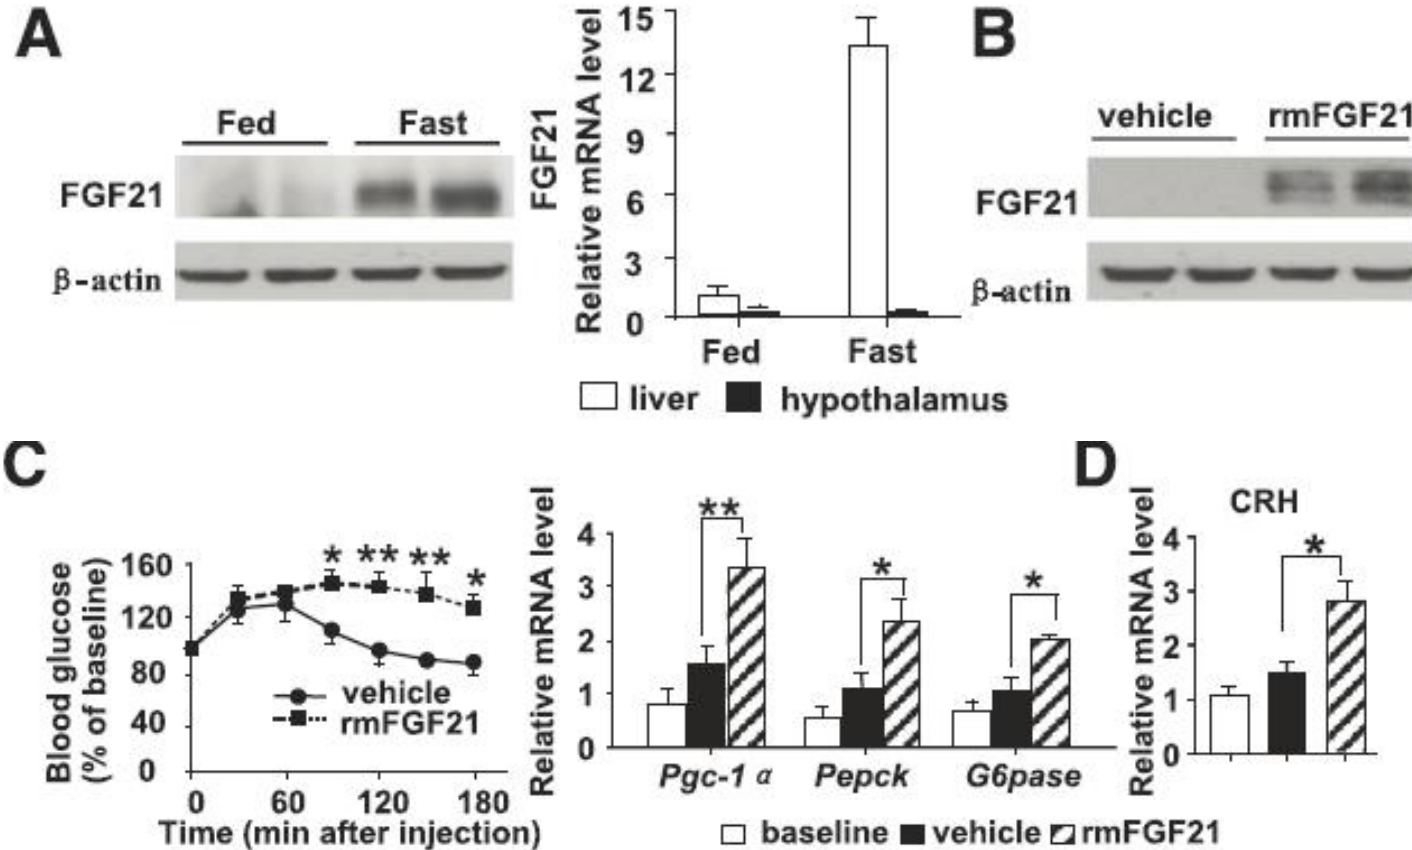 A
Fed
Fast
FGF21
β-actin
FGF21
Relative mRNA level
15
12
9
6
3
0
Fed
Fast
liver
hypothalamus
B
vehicle
rmFGF21
FGF21
β-actin
C
Blood glucose
(% of baseline)
160
120
80
40
0
* ** ** *
vehicle
rmFGF21
0 60 120 180
Time (min after injection)
Relative mRNA level
4
3
2
1
0
** * *
Pgc-1 α Pepck G6pase
D
CRH
Relative mRNA level
4
3
2
1
0
*
baseline vehicle rmFGF21